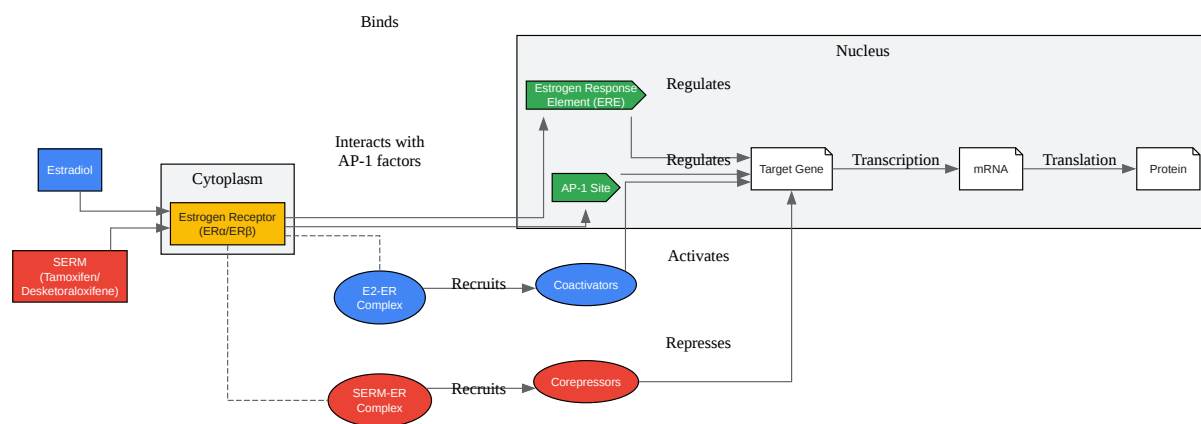 Binds
Nucleus
Estrogen Response
Element (ERE)
Regulates
Interacts with
AP-1 factors
Estradiol
Cytoplasm
AP-1 Site
Regulates
Target Gene
Transcription
mRNA
Translation
Protein
Estrogen Receptor
(ERα/ERβ)
SERM
(Tamoxifen/
Desketoraloxifene)
Activates
E2-ER
Complex
Recruits
Coactivators
Represses
SERM-ER
Complex
Recruits
Corepressors